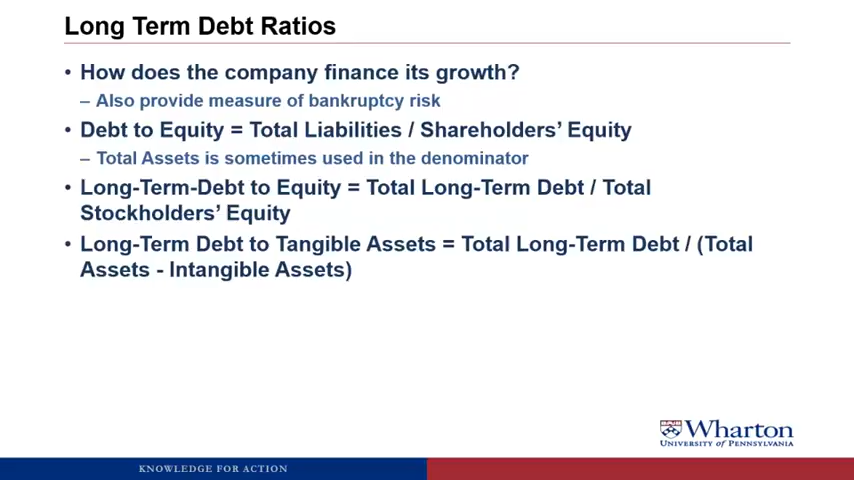 Long Term Debt Ratios
• How does the company finance its growth?
– Also provide measure of bankruptcy risk
• Debt to Equity = Total Liabilities / Shareholders’ Equity
– Total Assets is sometimes used in the denominator
• Long-Term-Debt to Equity = Total Long-Term Debt / Total
Stockholders’ Equity
• Long-Term Debt to Tangible Assets = Total Long-Term Debt / (Total
Assets - Intangible Assets)
Wharton
UNIVERSITY OF PENNSYLVANIA
KNOWLEDGE FOR ACTION